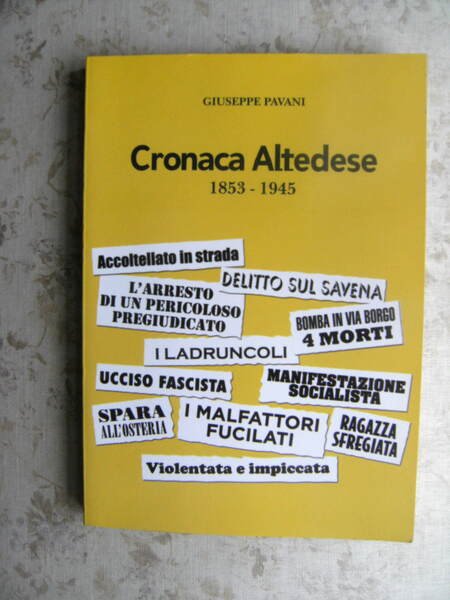 GIUSEPPE PAVANI
Cronaca Altedese
1853 - 1945
Accoltellato in strada
DELITTO SUL SAVENA
L'ARRESTO
DI UN PERICOLOSO
PREGIUDICATO
BOMBA IN VIA BORGO
4 MORTI
I LADRUNCOLI
UCCISO FASCISTA
MANIFESTAZIONE
SOCIALISTA
SPARA
ALL'OSTERIA
I MALFATTORI
FUCILATI
RAGAZZA
SFREGIATA
Violentata e impiccata